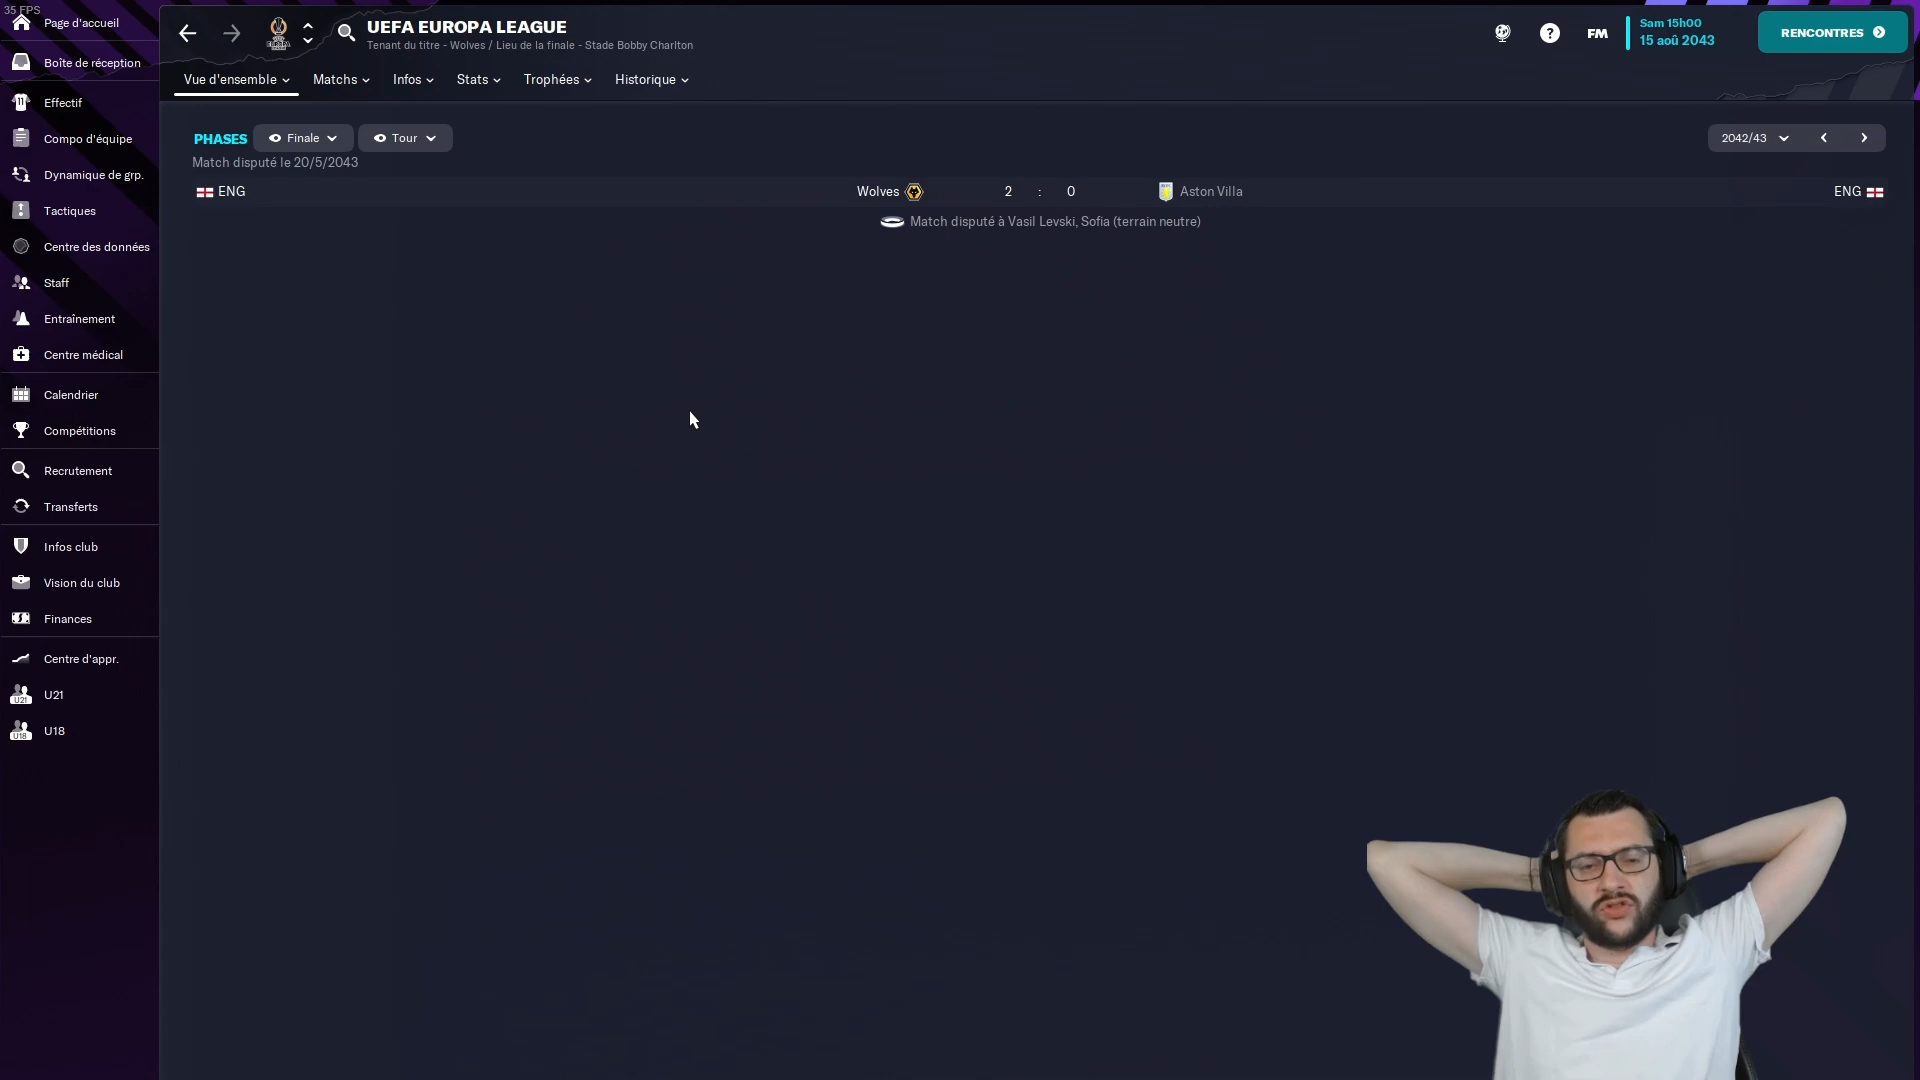 35 FPS
Page d'accueil
Boîte de réception
Effectif
Compo d'équipe
Dynamique de grp.
Tactiques
Centre des données
Staff
Entraînement
Centre médical
Calendrier
Compétitions
Recrutement
Transferts
Infos club
Vision du club
Finances
Centre d'appr.
U21 U21
U18 U18
UEFA EUROPA LEAGUE
Tenant du titre - Wolves / Lieu de la finale - Stade Bobby Charlton
FM
Sam 15h00
15 aoû 2043
RENCONTRES
Vue d'ensemble Matchs Infos Stats Trophées Historique
PHASES Finale Tour 2042/43
Match disputé le 20/5/2043
ENG Wolves 2 : 0 Aston Villa ENG
Match disputé à Vasil Levski, Sofia (terrain neutre)